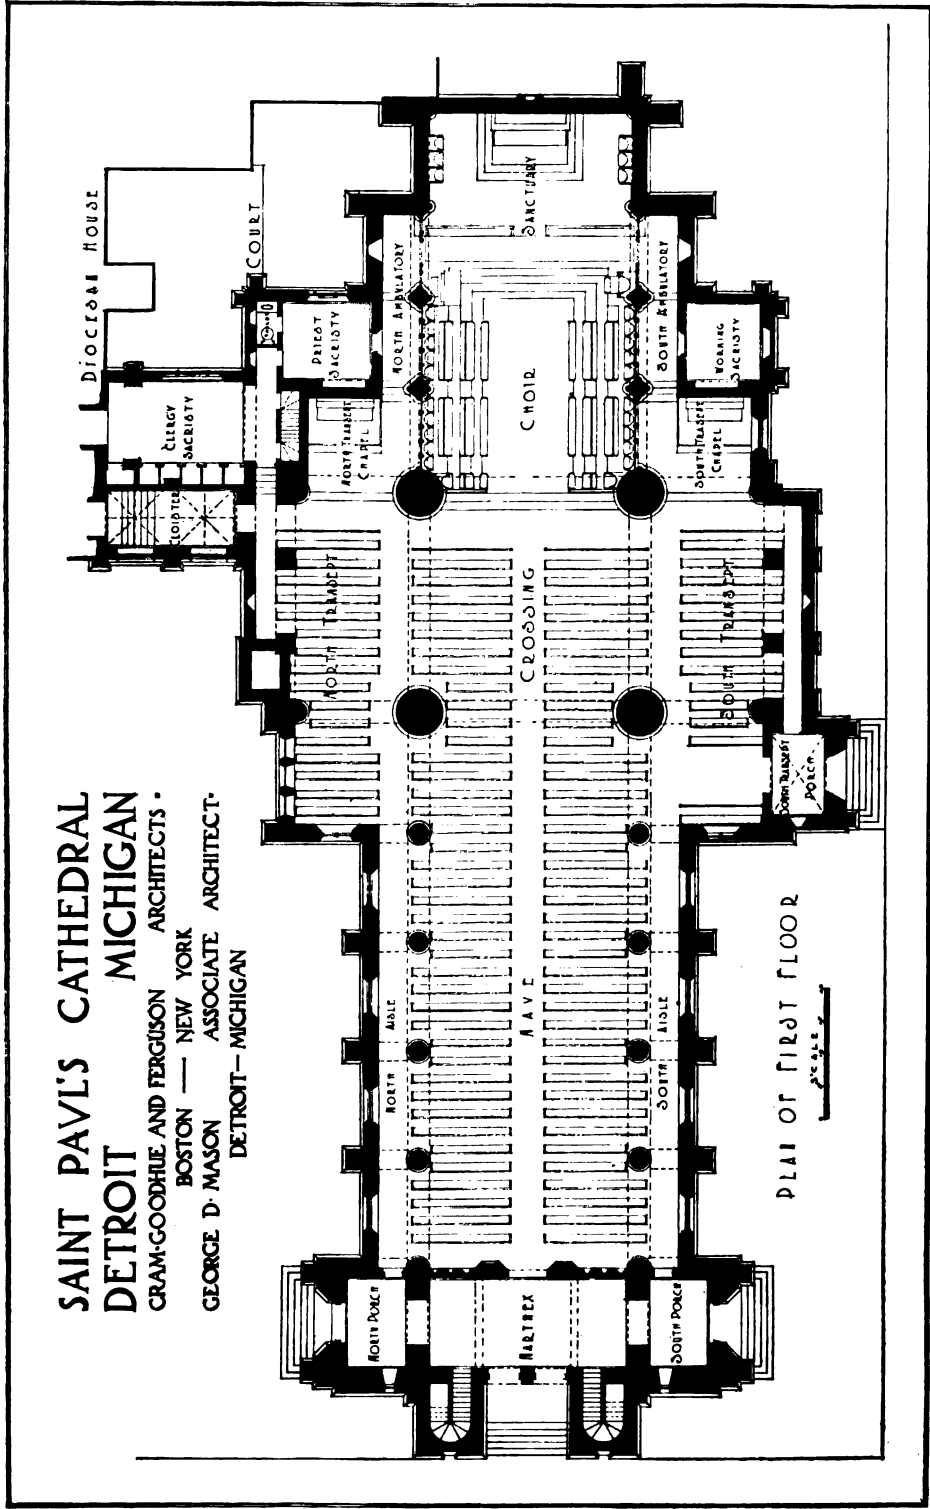 SAINT PAVL'S CATHEDRAL
DETROIT MICHIGAN
CRAM·GOODHUE AND FERGUSON ARCHITECTS·
BOSTON — NEW YORK
GEORGE D· MASON ASSOCIATE ARCHITECT·
DETROIT—MICHIGAN
DIOCESAN HOUSE
COURT
CLOISTER
CLERGY
SACRISTY
PRIEST
SACRISTY
NORTH TRANSEPT
CHAPEL
NORTH AMBULATORY
SANCTUARY
CHOIR
SOUTH AMBULATORY
WORKING
SACRISTY
SOUTH TRASEPT
CHAPEL
NORTH TRANSEPT
CROSSING
SOUTH TRANSEPT
SOUTH TRANSEPT
PORCH
NORTH AISLE
NAVE
SOUTH AISLE
NORTH PORCH
NARTHEX
SOUTH PORCH
PLAN OF FIRST FLOOR
SCALE